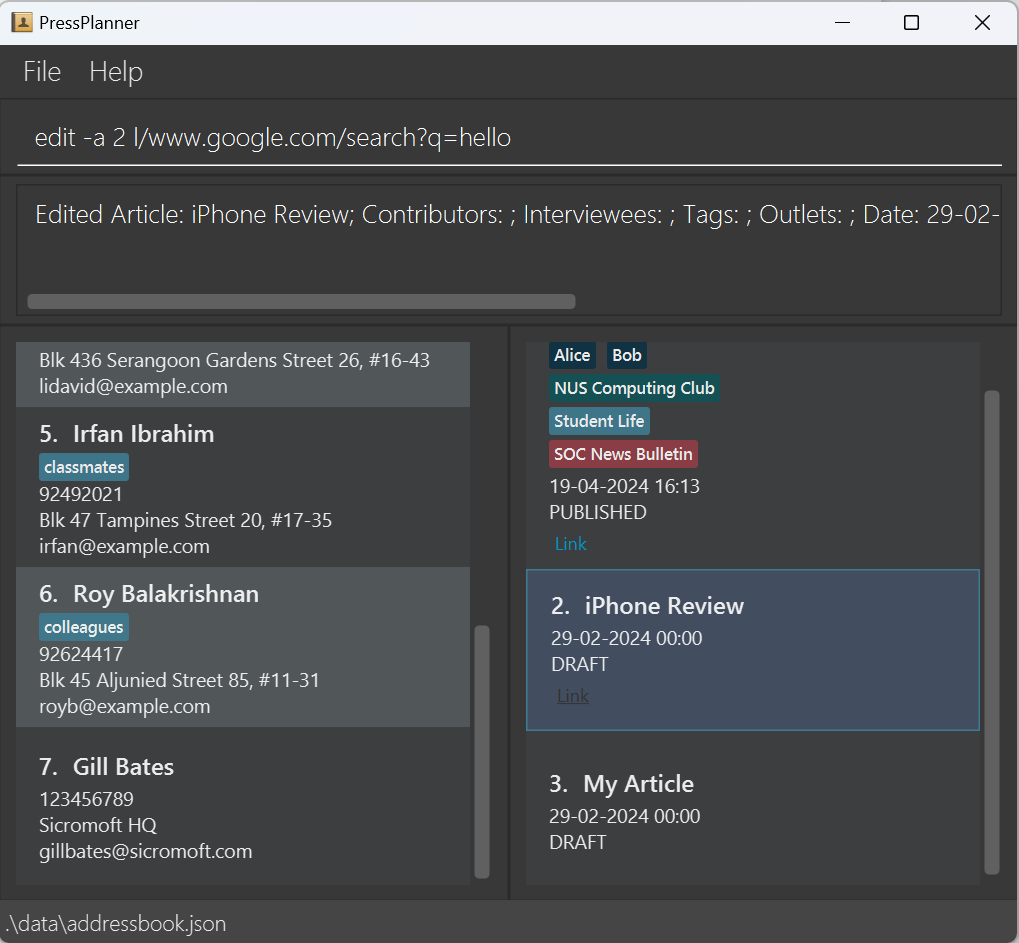 PressPlanner
File Help
edit -a 2 l/www.google.com/search?q=hello
Edited Article: iPhone Review; Contributors: ; Interviewees: ; Tags: ; Outlets: ; Date: 29-02-
Blk 436 Serangoon Gardens Street 26, #16-43
lidavid@example.com
5. Irfan Ibrahim
classmates
92492021
Blk 47 Tampines Street 20, #17-35
irfan@example.com
6. Roy Balakrishnan
colleagues
92624417
Blk 45 Aljunied Street 85, #11-31
royb@example.com
7. Gill Bates
123456789
Sicromoft HQ
gillbates@sicromoft.com
Alice Bob
NUS Computing Club
Student Life
SOC News Bulletin
19-04-2024 16:13
PUBLISHED
Link
2. iPhone Review
29-02-2024 00:00
DRAFT
Link
3. My Article
29-02-2024 00:00
DRAFT
.\data\addressbook.json